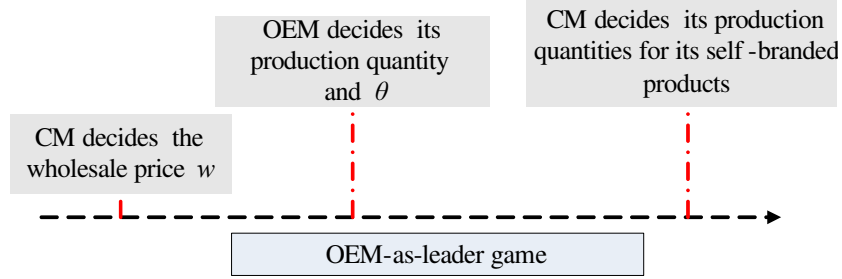 CM decides the
wholesale price w
OEM decides its
production quantity
and θ
CM decides its production
quantities for its self -branded
products
OEM-as-leader game